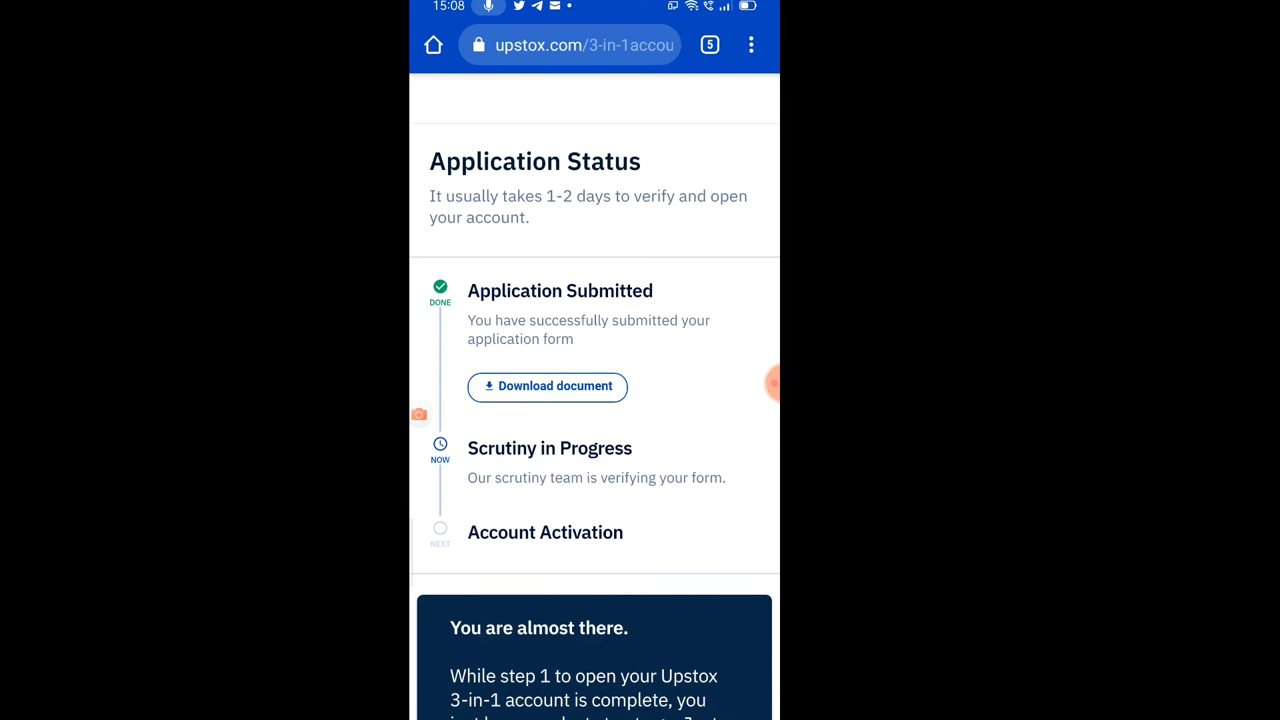 15:08
upstox.com/3-in-1accou
5
Application Status
It usually takes 1-2 days to verify and open
your account.
DONE
Application Submitted
You have successfully submitted your
application form
Download document
NOW
Scrutiny in Progress
Our scrutiny team is verifying your form.
NEXT
Account Activation
You are almost there.
While step 1 to open your Upstox
3-in-1 account is complete, you